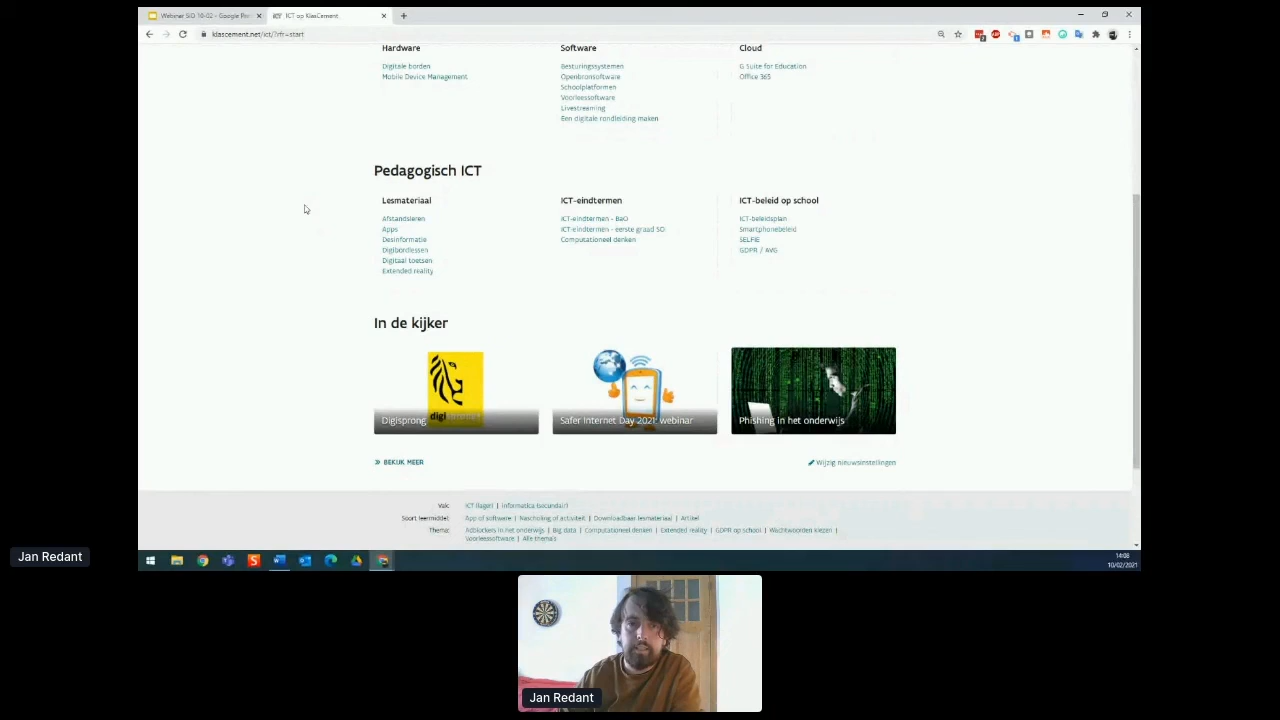 Webinar SID 10-02 - Google Pre
ICT op KlasCement
klascement.net/ict/?rfr=start
Hardware
Digitale borden
Mobile Device Management
Software
Besturingssystemen
Openbronsoftware
Schoolplatformen
Voorleessoftware
Livestreaming
Een digitale rondleiding maken
Cloud
G Suite for Education
Office 365
Pedagogisch ICT
Lesmateriaal
Afstandsleren
Apps
Desinformatie
Digibordlessen
Digitaal toetsen
Extended reality
ICT-eindtermen
ICT-eindtermen - BaO
ICT-eindtermen - eerste graad SO
Computationeel denken
ICT-beleid op school
ICT-beleidsplan
Smartphonebeleid
SELFIE
GDPR / AVG
In de kijker
Digisprong
Safer Internet Day 2021: webinar
Phishing in het onderwijs
» BEKIJK MEER
Wijzig nieuwsinstellingen
Vak: ICT (lager) | Informatica (secundair)
Soort leermiddel: App of software | Nascholing of activiteit | Downloadbaar lesmateriaal | Artikel
Thema: Adblockers in het onderwijs | Big data | Computationeel denken | Extended reality | GDPR op school | Wachtwoorden kiezen |
Voorleessoftware | Alle thema's
14:08
10/02/2021
Jan Redant
Jan Redant